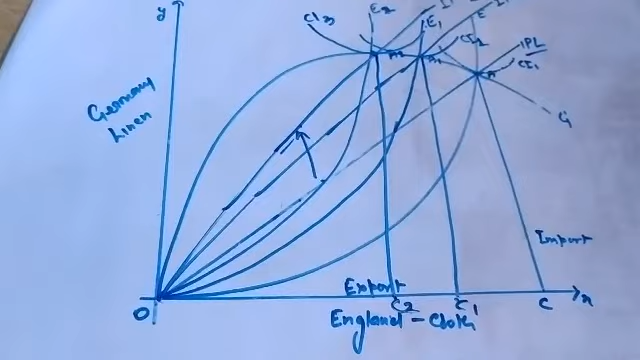 y
CI3
E2
E1
E
CI2
IPL
CI1
G
Germany
Linen
Import
Export
O
C2
C1
C
x
England - Cloth